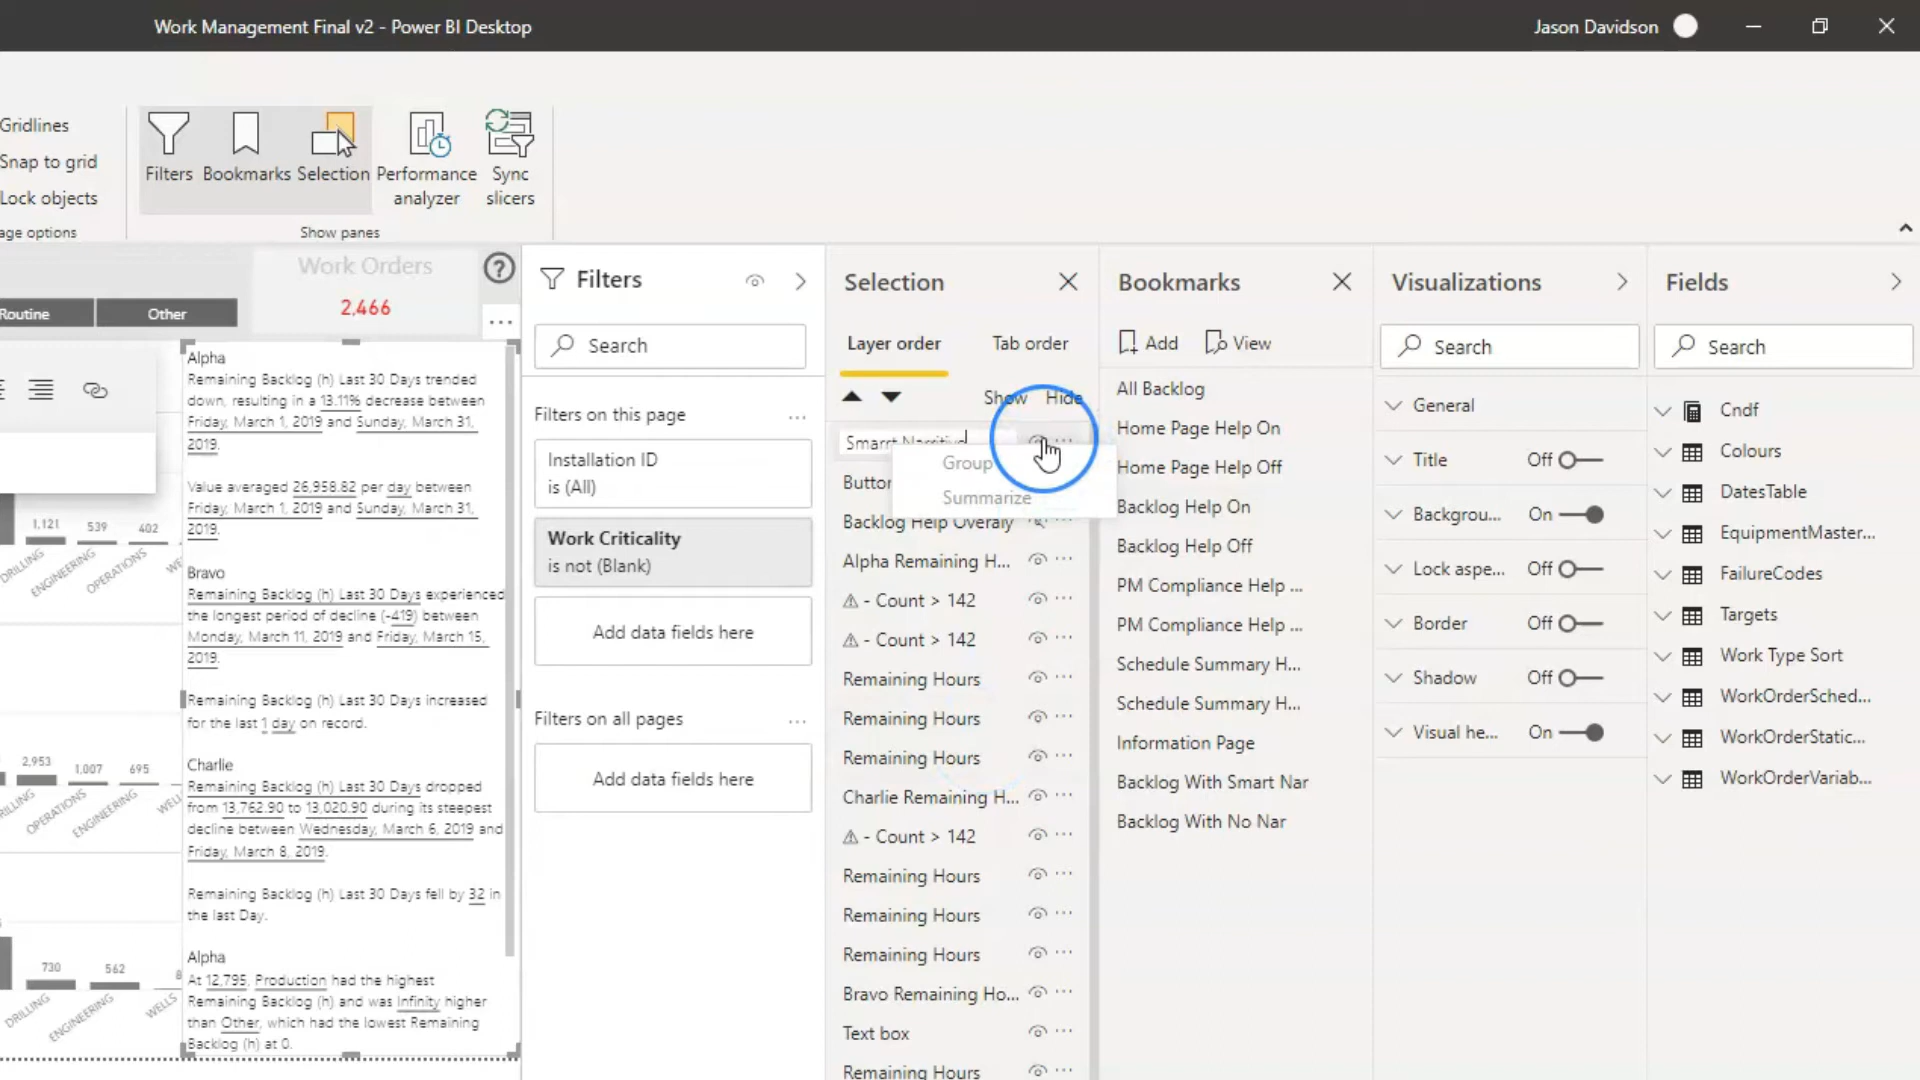 Work Management Final v2 - Power BI Desktop
Jason Davidson
Gridlines
Snap to grid
Lock objects
age options
Filters
Bookmarks
Selection
Performance
analyzer
Sync
slicers
Show panes
Routine
Other
Work Orders
2,466
Alpha
Remaining Backlog (h) Last 30 Days trended
down, resulting in a 13.11% decrease between
Friday, March 1, 2019 and Sunday, March 31,
2019.
Value averaged 26,958.82 per day between
Friday, March 1, 2019 and Sunday, March 31,
2019.
Bravo
Remaining Backlog (h) Last 30 Days experienced
the longest period of decline (-419) between
Monday, March 11, 2019 and Friday, March 15,
2019.
Remaining Backlog (h) Last 30 Days increased
for the last 1 day on record.
Charlie
Remaining Backlog (h) Last 30 Days dropped
from 13,762.90 to 13,020.90 during its steepest
decline between Wednesday, March 6, 2019 and
Friday, March 8, 2019.
Remaining Backlog (h) Last 30 Days fell by 32 in
the last Day.
Alpha
At 12,795, Production had the highest
Remaining Backlog (h) and was Infinity higher
than Other, which had the lowest Remaining
Backlog (h) at 0.
1,121 539 402
DRILLING ENGINEERING OPERATIONS WE
2,953 1,007 695
RILLING OPERATIONS ENGINEERING WELL
730 562 8
DRILLING ENGINEERING WELLS
Filters
Search
Filters on this page
Installation ID
is (All)
Work Criticality
is not (Blank)
Add data fields here
Filters on all pages
Add data fields here
Selection
Layer order
Tab order
Show Hide
Smarrt Narritive
Group
Summarize
Button
Backlog Help Overaly
Alpha Remaining H...
⚠ - Count > 142
⚠ - Count > 142
Remaining Hours
Remaining Hours
Remaining Hours
Charlie Remaining H...
⚠ - Count > 142
Remaining Hours
Remaining Hours
Remaining Hours
Bravo Remaining Ho...
Text box
Remaining Hours
Bookmarks
Add
View
All Backlog
Home Page Help On
Home Page Help Off
Backlog Help On
Backlog Help Off
PM Compliance Help ...
PM Compliance Help ...
Schedule Summary H...
Schedule Summary H...
Information Page
Backlog With Smart Nar
Backlog With No Nar
Visualizations
Search
General
Title Off
Backgrou... On
Lock aspe... Off
Border Off
Shadow Off
Visual he... On
Fields
Search
Cndf
Colours
DatesTable
EquipmentMaster...
FailureCodes
Targets
Work Type Sort
WorkOrderSched...
WorkOrderStatic...
WorkOrderVariab...